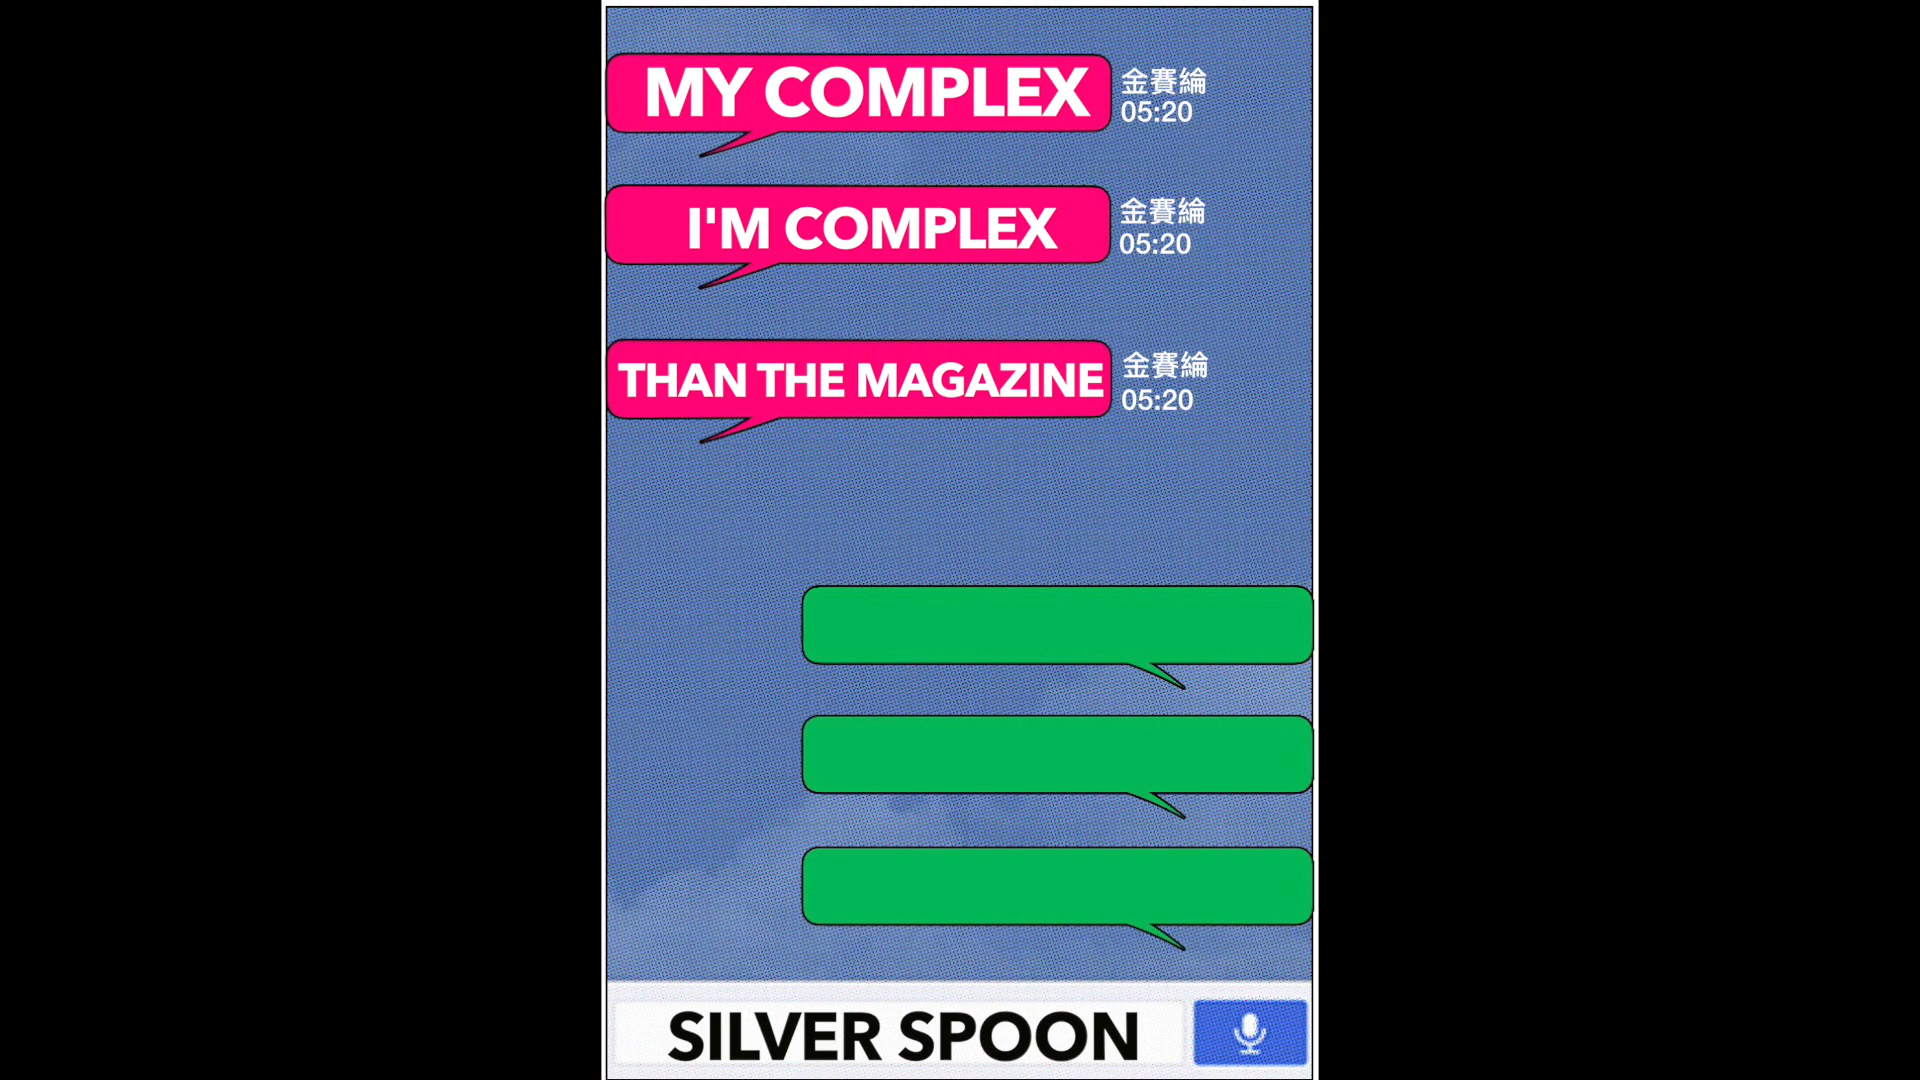 MY COMPLEX
金賽綸
05:20
I'M COMPLEX
金賽綸
05:20
THAN THE MAGAZINE
金賽綸
05:20
SILVER SPOON